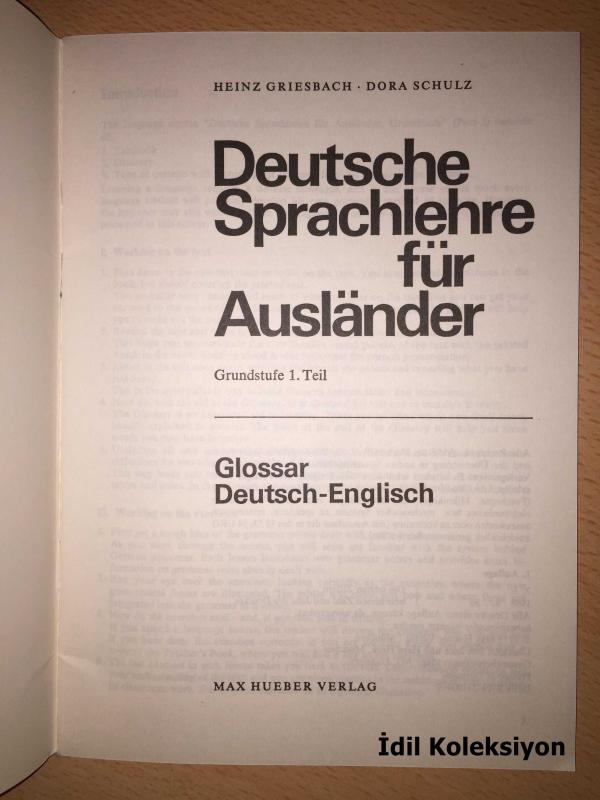 HEINZ GRIESBACH · DORA SCHULZ
Deutsche
Sprachlehre
für
Ausländer
Grundstufe 1. Teil
Glossar
Deutsch-Englisch
MAX HUEBER VERLAG
İdil Koleksiyon